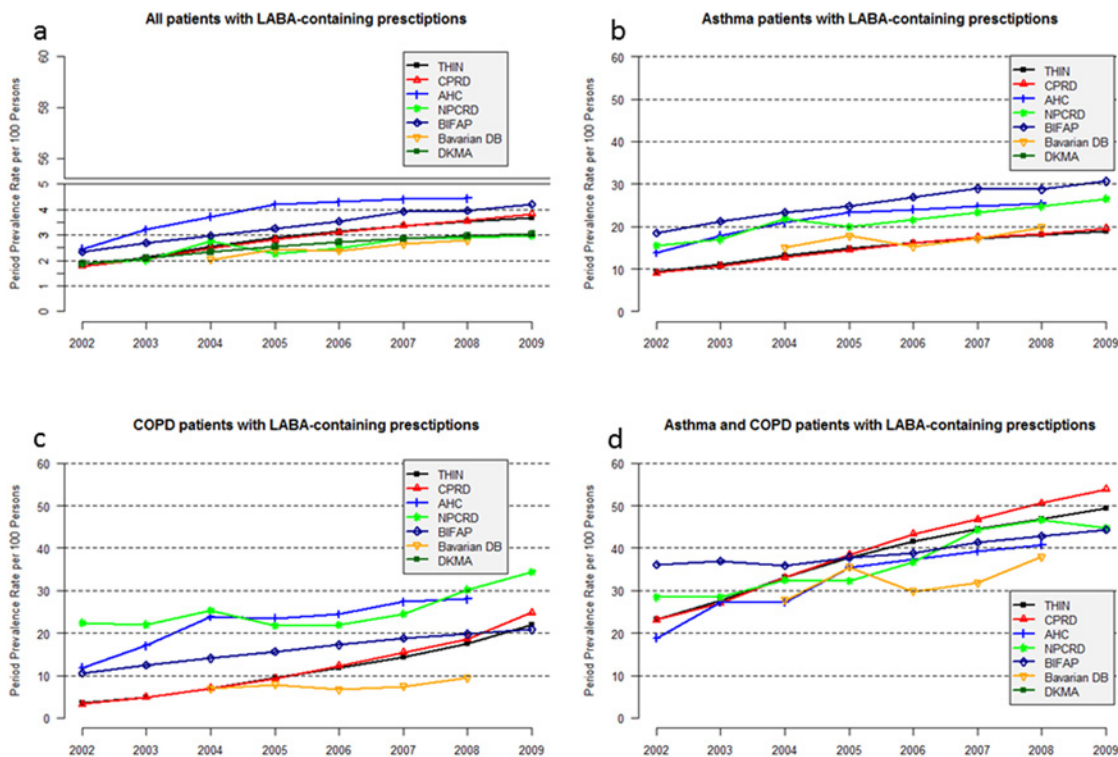 a
All patients with LABA-containing presctiptions
Period Prevalence Rate per 100 Persons
60
58
56
5
4
3
2
1
0
THIN
CPRD
AHC
NPCRD
BIFAP
Bavarian DB
DKMA
2002 2003 2004 2005 2006 2007 2008 2009
b
Asthma patients with LABA-containing presctiptions
Period Prevalence Rate per 100 Persons
60
50
40
30
20
10
0
THIN
CPRD
AHC
NPCRD
BIFAP
Bavarian DB
DKMA
2002 2003 2004 2005 2006 2007 2008 2009
c
COPD patients with LABA-containing presctiptions
Period Prevalence Rate per 100 Persons
60
50
40
30
20
10
0
THIN
CPRD
AHC
NPCRD
BIFAP
Bavarian DB
DKMA
2002 2003 2004 2005 2006 2007 2008 2009
d
Asthma and COPD patients with LABA-containing presctiptions
Period Prevalence Rate per 100 Persons
60
50
40
30
20
10
0
THIN
CPRD
AHC
NPCRD
BIFAP
Bavarian DB
DKMA
2002 2003 2004 2005 2006 2007 2008 2009